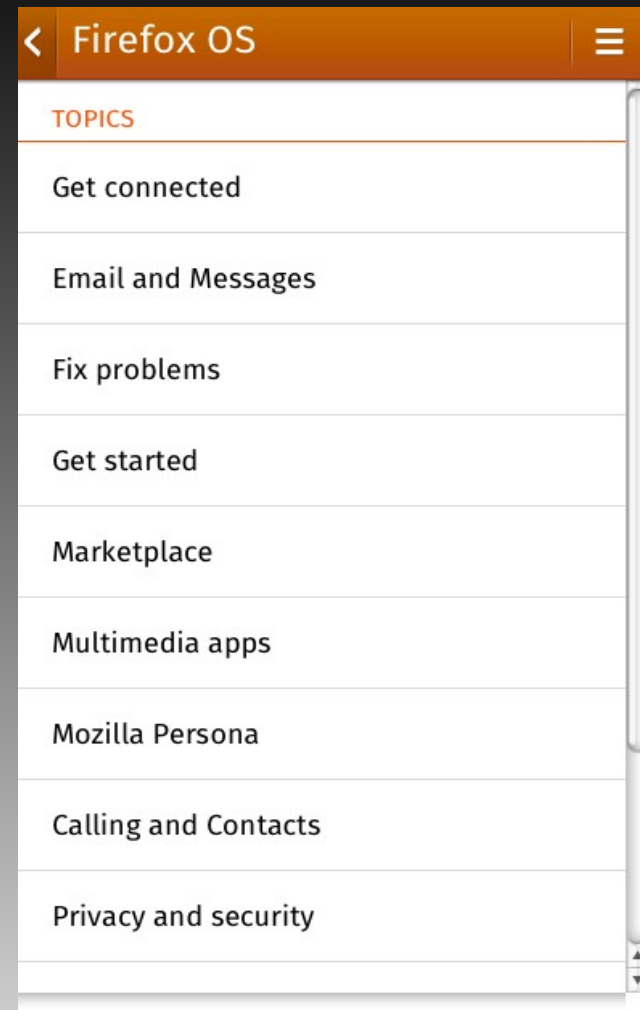 Firefox OS
TOPICS
Get connected
Email and Messages
Fix problems
Get started
Marketplace
Multimedia apps
Mozilla Persona
Calling and Contacts
Privacy and security